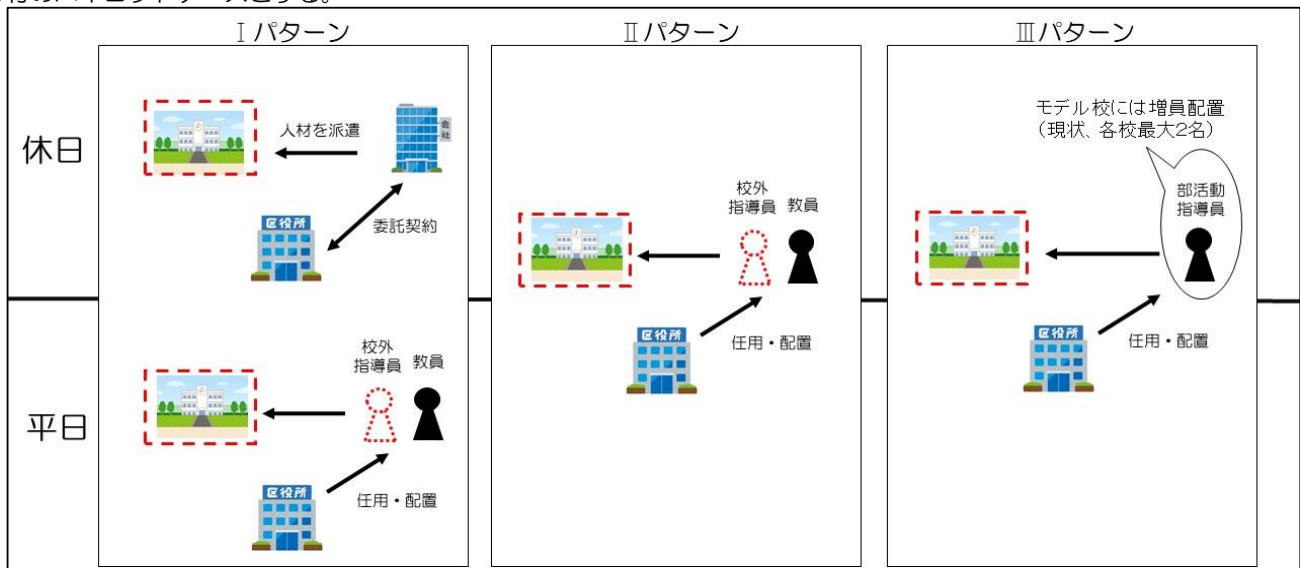 Ⅰパターン
Ⅱパターン
Ⅲパターン
休日
人材を派遣
会社
区役所
委託契約
校外
指導員
教員
区役所
任用・配置
モデル校には増員配置
（現状、各校最大2名）
部活動
指導員
区役所
任用・配置
平日
校外
指導員
教員
区役所
任用・配置